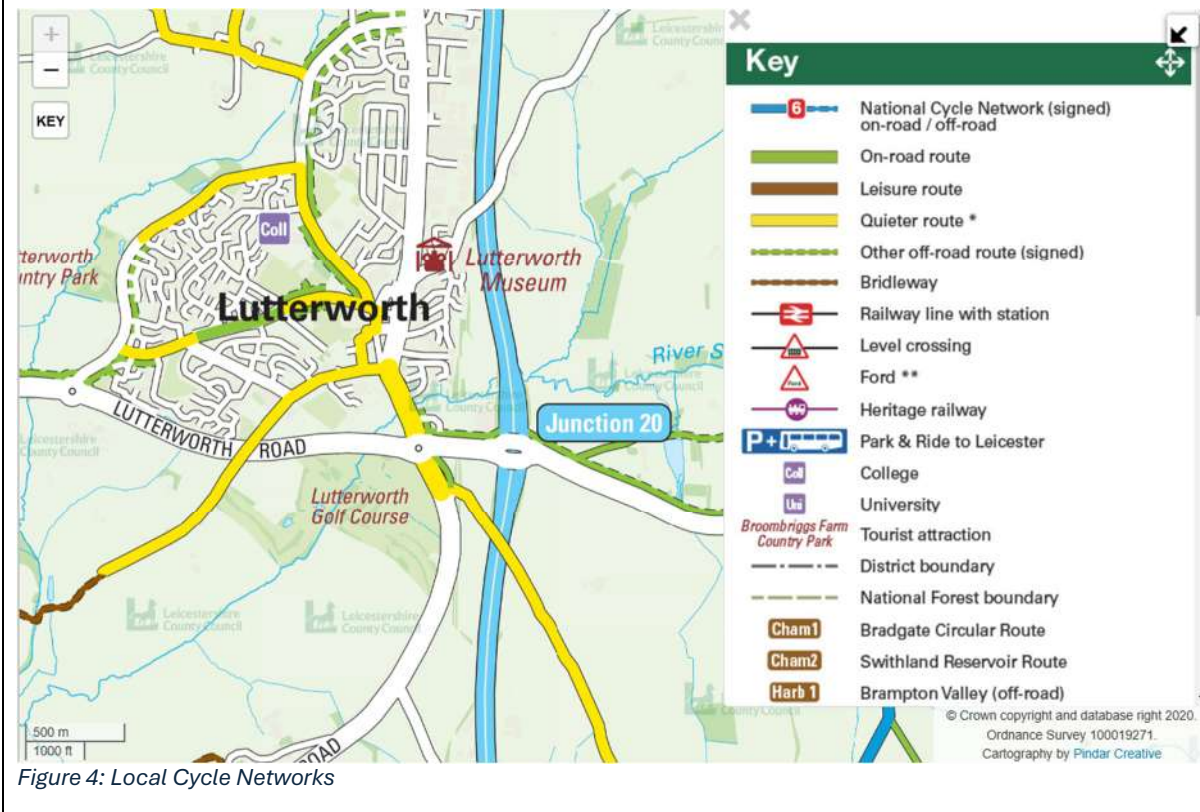 +
−
KEY
Leicestershire
County Council
Leicestershire
County Council
Coll
Lutterworth
Museum
Lutterworth
River S
Junction 20
LUTTERWORTH ROAD
Lutterworth
Golf Course
Leicestershire
County Council
Leicestershire
County Council
ROAD
500 m
1000 ft
Key
6
National Cycle Network (signed)
on-road / off-road
On-road route
Leisure route
Quieter route *
Other off-road route (signed)
Bridleway
Railway line with station
Level crossing
Ford
Ford **
Heritage railway
P+
Park & Ride to Leicester
Coll
College
Uni
University
Broombriggs Farm
Country Park
Tourist attraction
District boundary
National Forest boundary
Cham1
Bradgate Circular Route
Cham2
Swithland Reservoir Route
Harb 1
Brampton Valley (off-road)
© Crown copyright and database right 2020.
Ordnance Survey 100019271.
Cartography by Pindar Creative
Figure 4: Local Cycle Networks